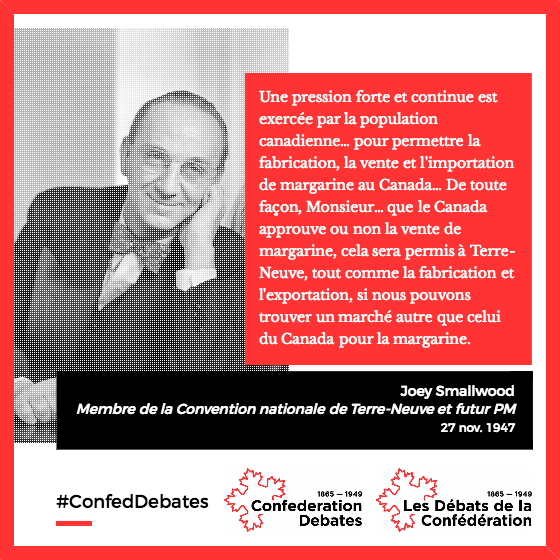 Une pression forte et continue est
exercée par la population
canadienne... pour permettre la
fabrication, la vente et l'importation
de margarine au Canada... De toute
façon, Monsieur... que le Canada
approuve ou non la vente de
margarine, cela sera permis à Terre-
Neuve, tout comme la fabrication et
l'exportation, si nous pouvons
trouver un marché autre que celui
du Canada pour la margarine.
Joey Smallwood
Membre de la Convention nationale de Terre-Neuve et futur PM
27 nov. 1947
#ConfedDebates
1865 — 1949
Confederation
Debates
1865 — 1949
Les Débats de la
Confédération